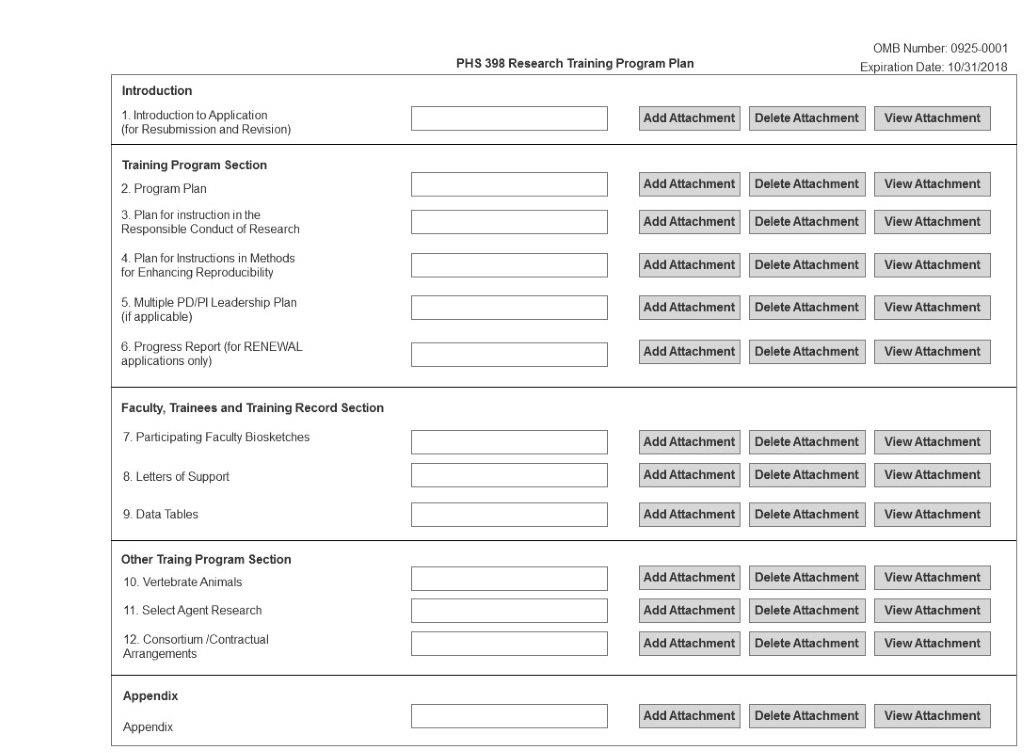 OMB Number: 0925-0001
PHS 398 Research Training Program Plan
Expiration Date: 10/31/2018
Introduction
1. Introduction to Application
(for Resubmission and Revision)
Add Attachment Delete Attachment View Attachment
Training Program Section
2. Program Plan
Add Attachment Delete Attachment View Attachment
3. Plan for instruction in the
Responsible Conduct of Research
Add Attachment Delete Attachment View Attachment
4. Plan for Instructions in Methods
for Enhancing Reproducibility
Add Attachment Delete Attachment View Attachment
5. Multiple PD/PI Leadership Plan
(if applicable)
Add Attachment Delete Attachment View Attachment
6. Progress Report (for RENEWAL
applications only)
Add Attachment Delete Attachment View Attachment
Faculty, Trainees and Training Record Section
7. Participating Faculty Biosketches
Add Attachment Delete Attachment View Attachment
8. Letters of Support
Add Attachment Delete Attachment View Attachment
9. Data Tables
Add Attachment Delete Attachment View Attachment
Other Traing Program Section
10. Vertebrate Animals
Add Attachment Delete Attachment View Attachment
11. Select Agent Research
Add Attachment Delete Attachment View Attachment
12. Consortium /Contractual
Arrangements
Add Attachment Delete Attachment View Attachment
Appendix
Appendix
Add Attachment Delete Attachment View Attachment